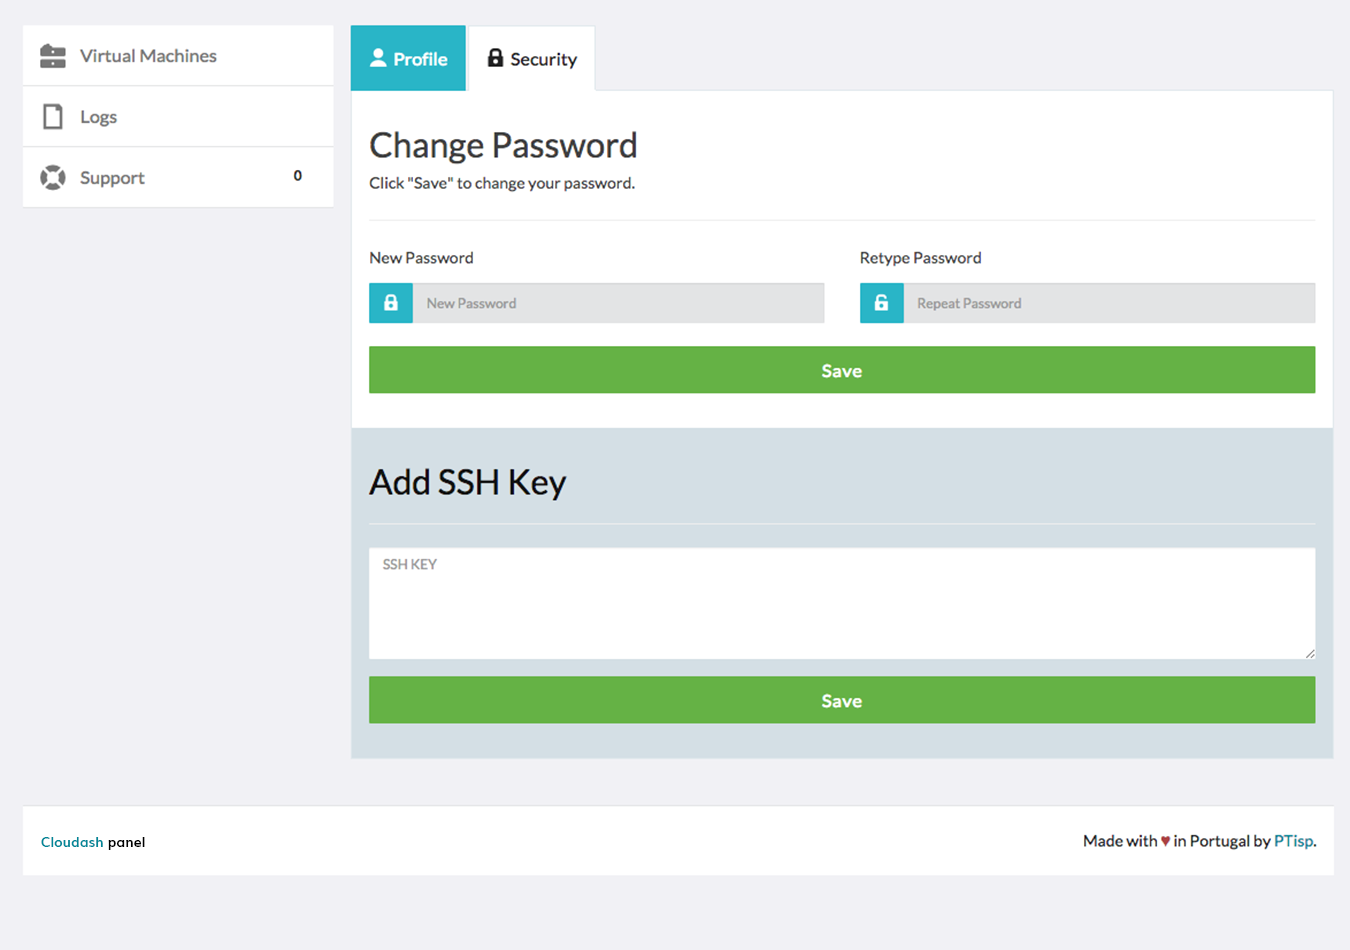 Virtual Machines
Logs
Support 0
Profile Security
Change Password
Click "Save" to change your password.
New Password Retype Password
New Password Repeat Password
Save
Add SSH Key
SSH KEY
Save
Cloudash panel Made with ♥ in Portugal by PTisp.